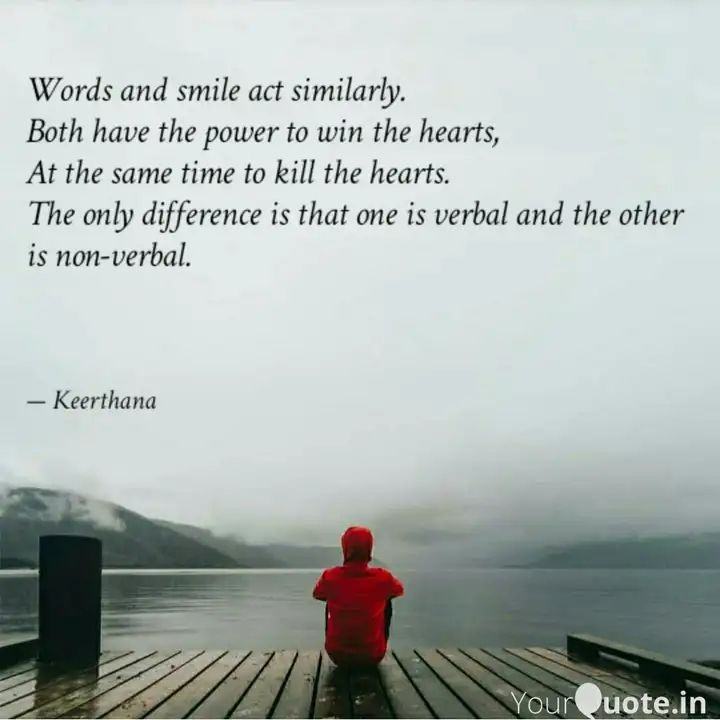 Words and smile act similarly.
Both have the power to win the hearts,
At the same time to kill the hearts.
The only difference is that one is verbal and the other
is non-verbal.
— Keerthana
YourQuote.in